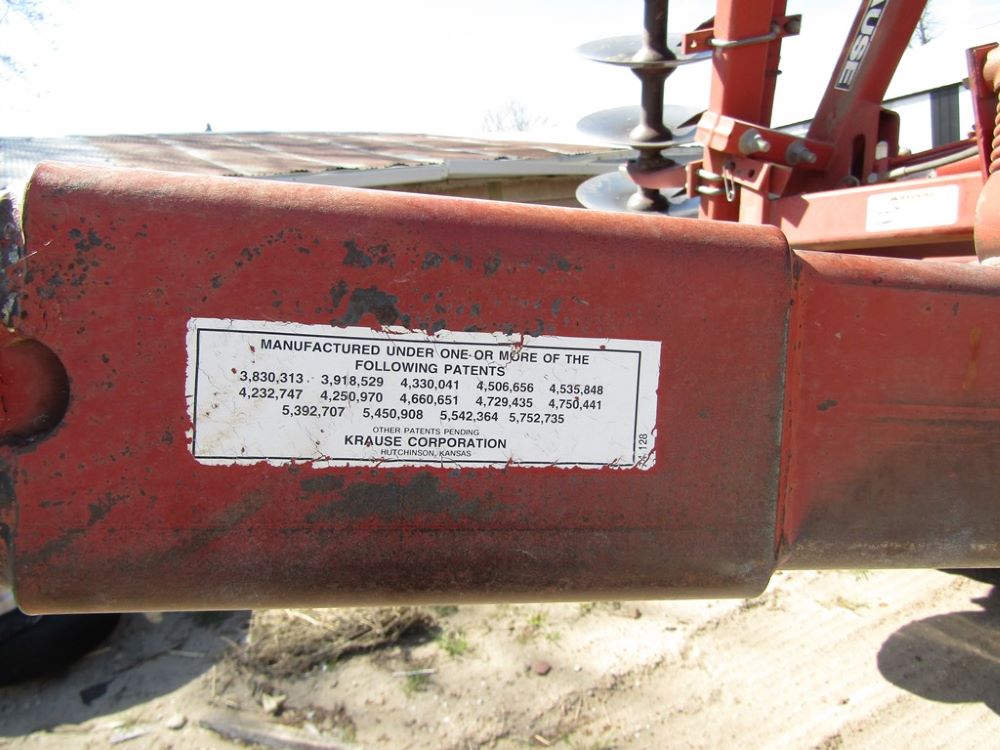 MANUFACTURED UNDER ONE OR MORE OF THE
FOLLOWING PATENTS
3,830,313 3,918,529 4,330,041 4,506,656 4,535,848
4,232,747 4,250,970 4,660,651 4,729,435 4,750,441
5,392,707 5,450,908 5,542,364 5,752,735
OTHER PATENTS PENDING
KRAUSE CORPORATION
HUTCHINSON, KANSAS
128
AUSE